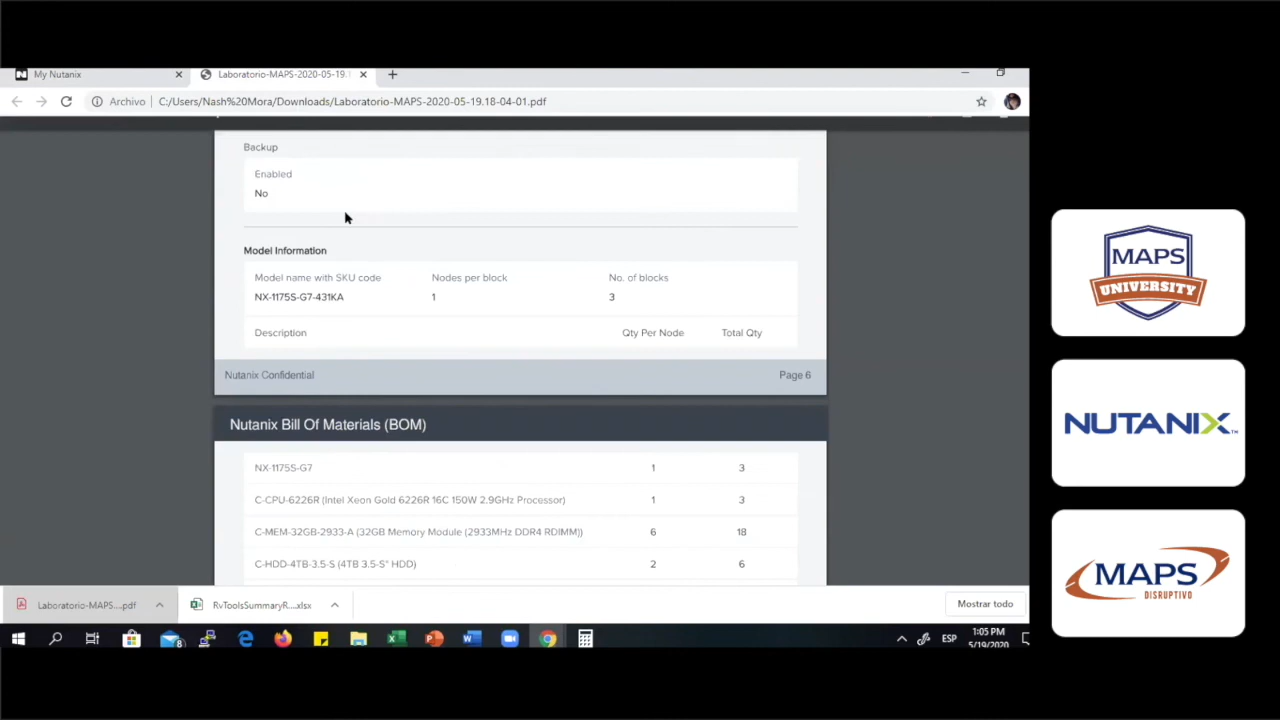 My Nutanix
Laboratorio-MAPS-2020-05-19.1
Archivo
C:/Users/Nash%20Mora/Downloads/Laboratorio-MAPS-2020-05-19.18-04-01.pdf
Backup
Enabled
No
Model Information
Model name with SKU code Nodes per block No. of blocks
NX-1175S-G7-431KA 1 3
Description Qty Per Node Total Qty
Nutanix Confidential Page 6
Nutanix Bill Of Materials (BOM)
NX-1175S-G7 1 3
C-CPU-6226R (Intel Xeon Gold 6226R 16C 150W 2.9GHz Processor) 1 3
C-MEM-32GB-2933-A (32GB Memory Module (2933MHz DDR4 RDIMM)) 6 18
C-HDD-4TB-3.5-S (4TB 3.5-S" HDD) 2 6
Laboratorio-MAPS....pdf
RvToolsSummaryR....xlsx
Mostrar todo
8
ESP
1:05 PM
5/19/2020
MAPS
UNIVERSITY
NUTANIX™
MAPS
DISRUPTIVO